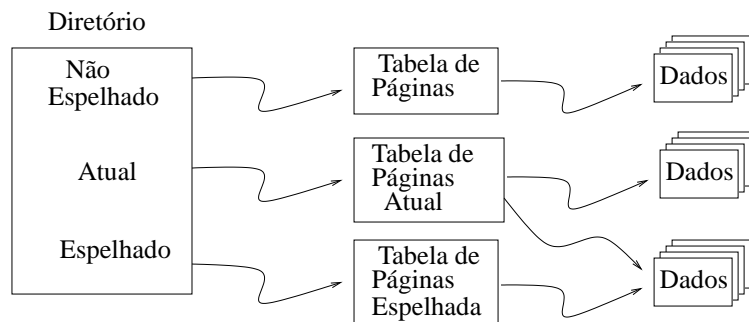 Diretório
Não
Espelhado
Tabela de
Páginas
Dados
Atual
Tabela de
Páginas
Atual
Dados
Espelhado
Tabela de
Páginas
Espelhada
Dados